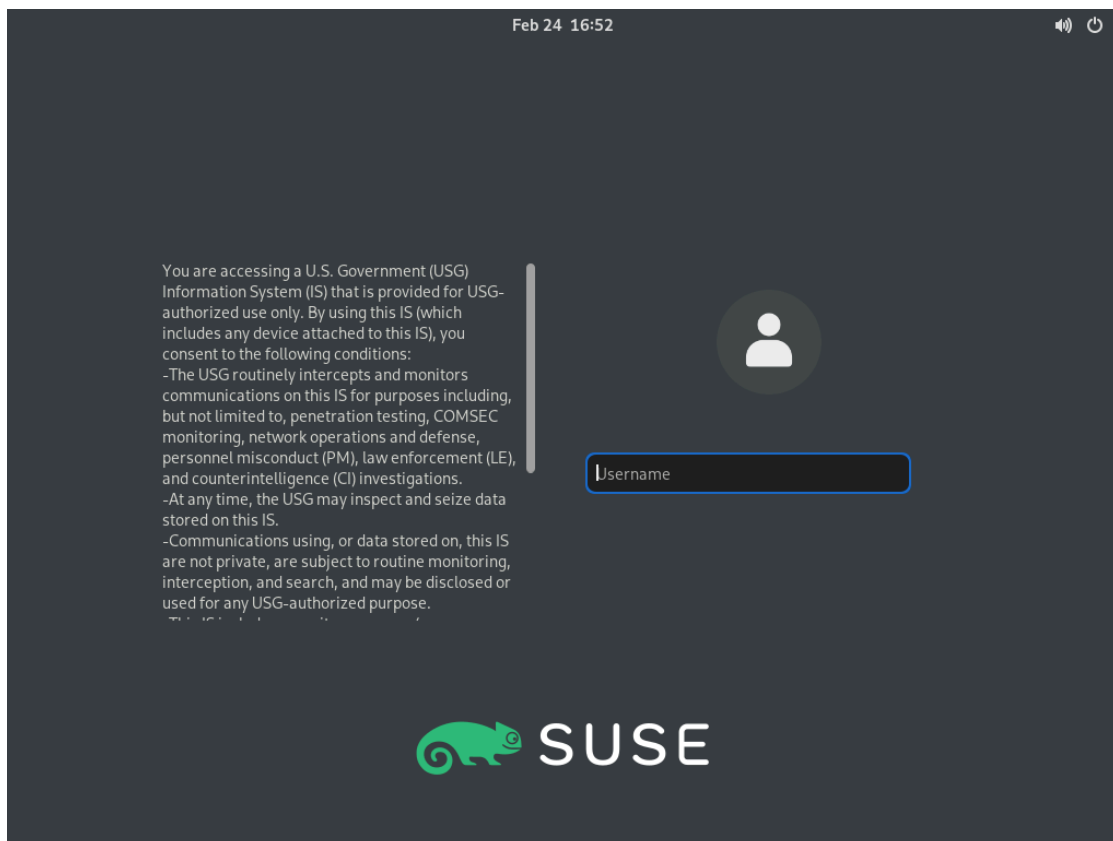 Feb 24 16:52
You are accessing a U.S. Government (USG)
Information System (IS) that is provided for USG-
authorized use only. By using this IS (which
includes any device attached to this IS), you
consent to the following conditions:
-The USG routinely intercepts and monitors
communications on this IS for purposes including,
but not limited to, penetration testing, COMSEC
monitoring, network operations and defense,
personnel misconduct (PM), law enforcement (LE),
and counterintelligence (CI) investigations.
-At any time, the USG may inspect and seize data
stored on this IS.
-Communications using, or data stored on, this IS
are not private, are subject to routine monitoring,
interception, and search, and may be disclosed or
used for any USG-authorized purpose.
Username
SUSE